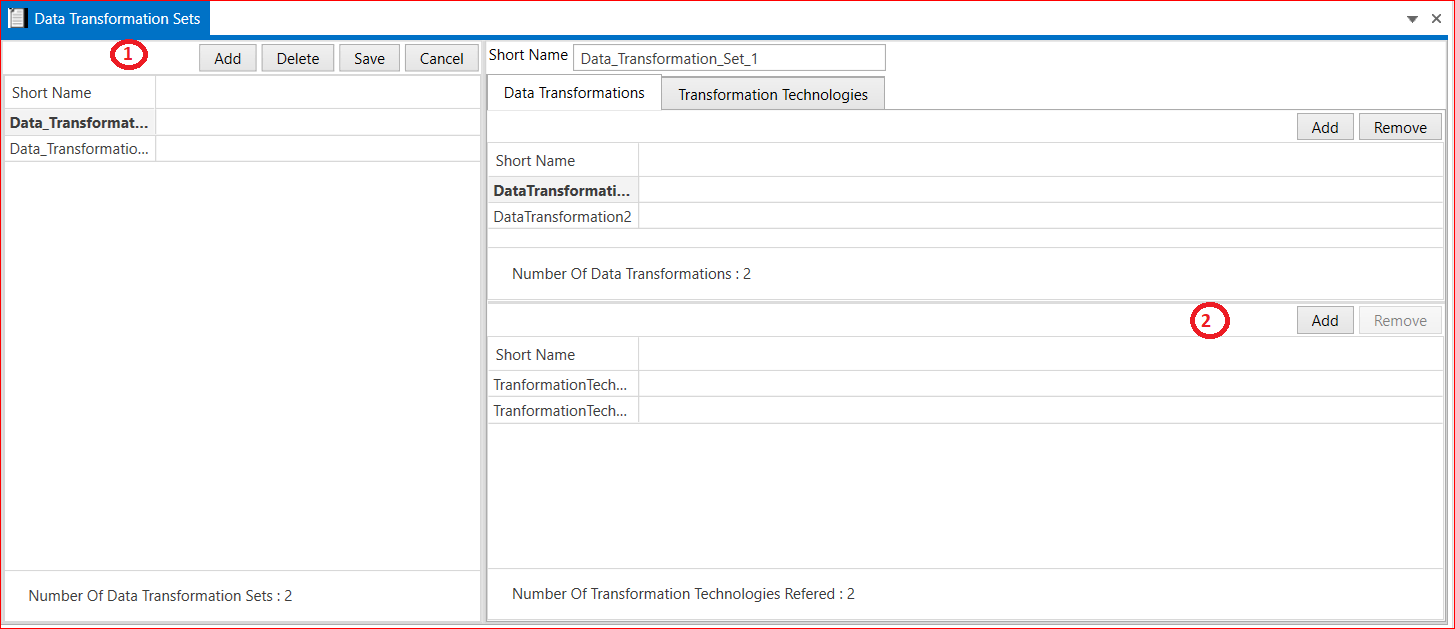 Data Transformation Sets
1
Add Delete Save Cancel
Short Name
Data_Transformat...
Data_Transformatio...
Number Of Data Transformation Sets : 2
Short Name Data_Transformation_Set_1
Data Transformations Transformation Technologies
Add Remove
Short Name
DataTransformati...
DataTransformation2
Number Of Data Transformations : 2
2 Add Remove
Short Name
TranformationTech...
TranformationTech...
Number Of Transformation Technologies Refered : 2